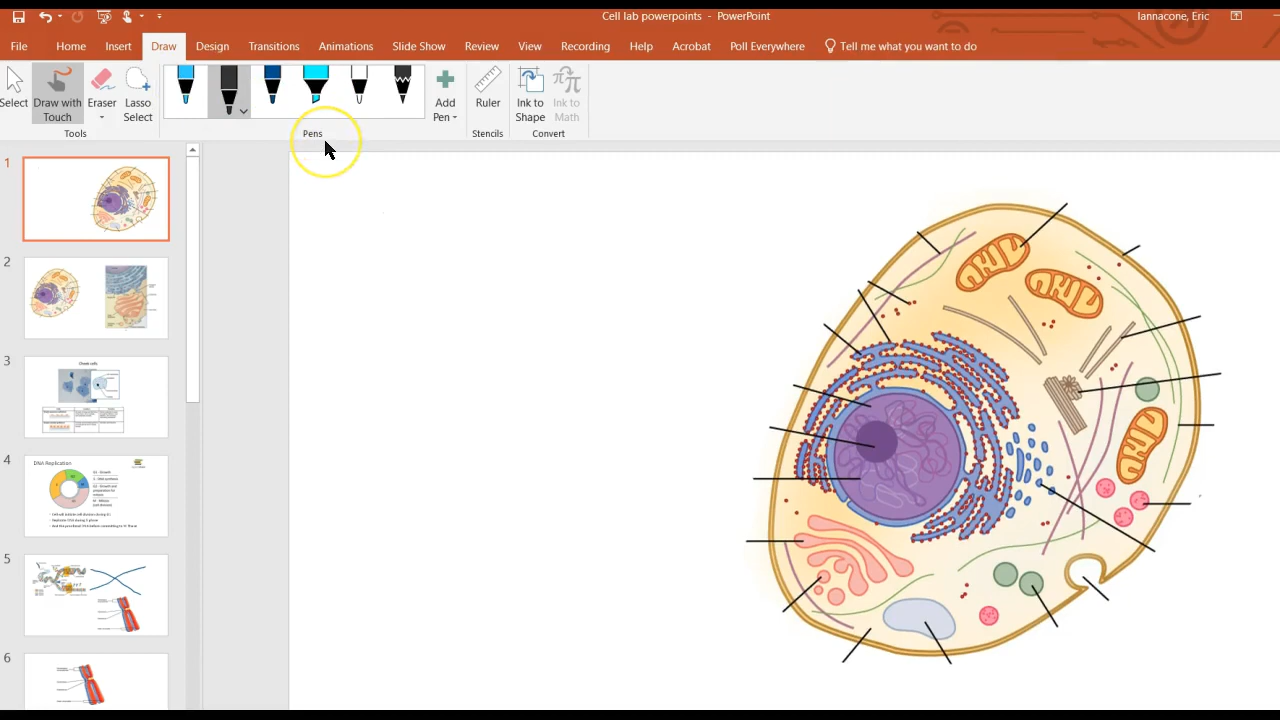 Cell lab powerpoints - PowerPoint
Iannacone, Eric
File Home Insert Draw Design Transitions Animations Slide Show Review View Recording Help Acrobat Poll Everywhere Tell me what you want to do
Select
Draw with
Touch
Eraser
Lasso
Select
Add
Pen
Ruler
Ink to
Shape
Ink to
Math
Tools
Pens
Stencils
Convert
1
2
3
Cheek cells
4
DNA Replication
5
6